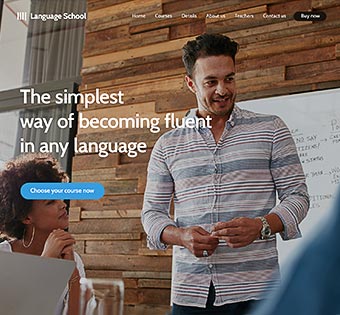 Language School
Home Courses Details About us Teachers Contact us Buy now
The simplest
way of becoming fluent
in any language
Choose your course now